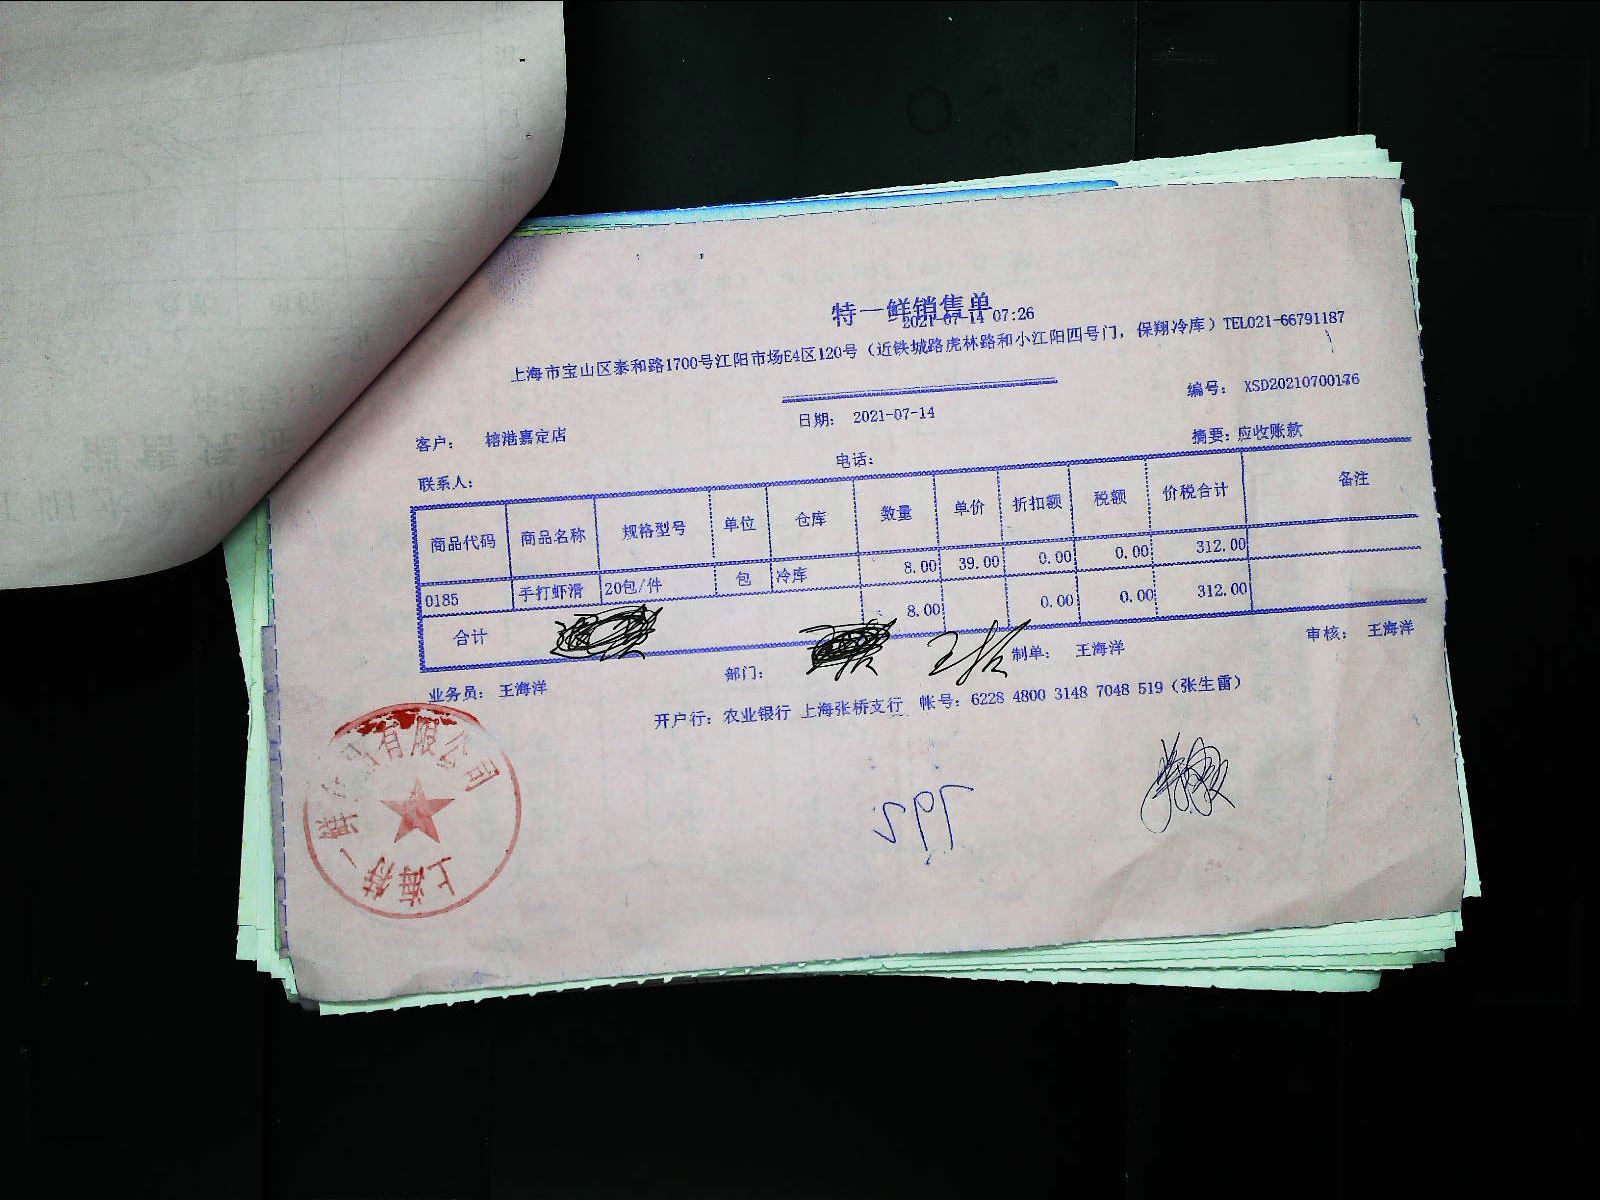 特一鲜销售单
2021-07-14 07:26
上海市宝山区泰和路1700号江阳市场E4区120号（近铁城路虎林路和小江阳四号门，保翔冷库）TEL021-66791187
编号： XSD20210700176
日期： 2021-07-14
客户： 榕港嘉定店
摘要：应收账款
电话：
联系人：
商品代码 商品名称 规格型号 单位 仓库 数量 单价 折扣额 税额 价税合计 备注
0185 手打虾滑 20包/件 包 冷库 8.00 39.00 0.00 0.00 312.00
合计 8.00 0.00 0.00 312.00
业务员： 王海洋 部门： 制单： 王海洋 审核： 王海洋
开户行：农业银行 上海张桥支行 帐号：6228 4800 3148 7048 519（张生雷）
有限公司
上海特一鲜